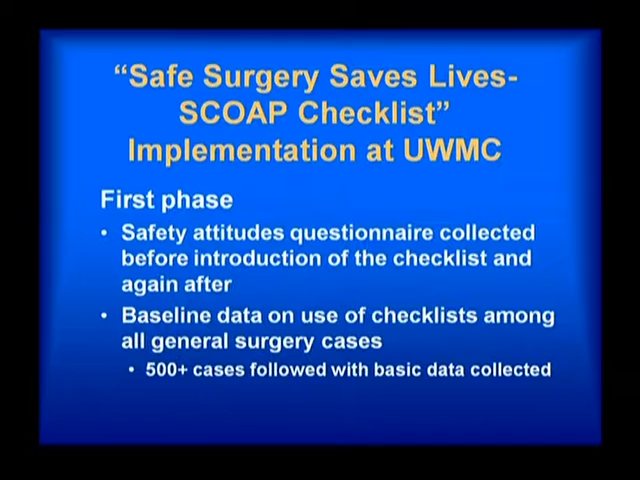 “Safe Surgery Saves Lives-
SCOAP Checklist”
Implementation at UWMC
First phase
• Safety attitudes questionnaire collected
before introduction of the checklist and
again after
• Baseline data on use of checklists among
all general surgery cases
• 500+ cases followed with basic data collected